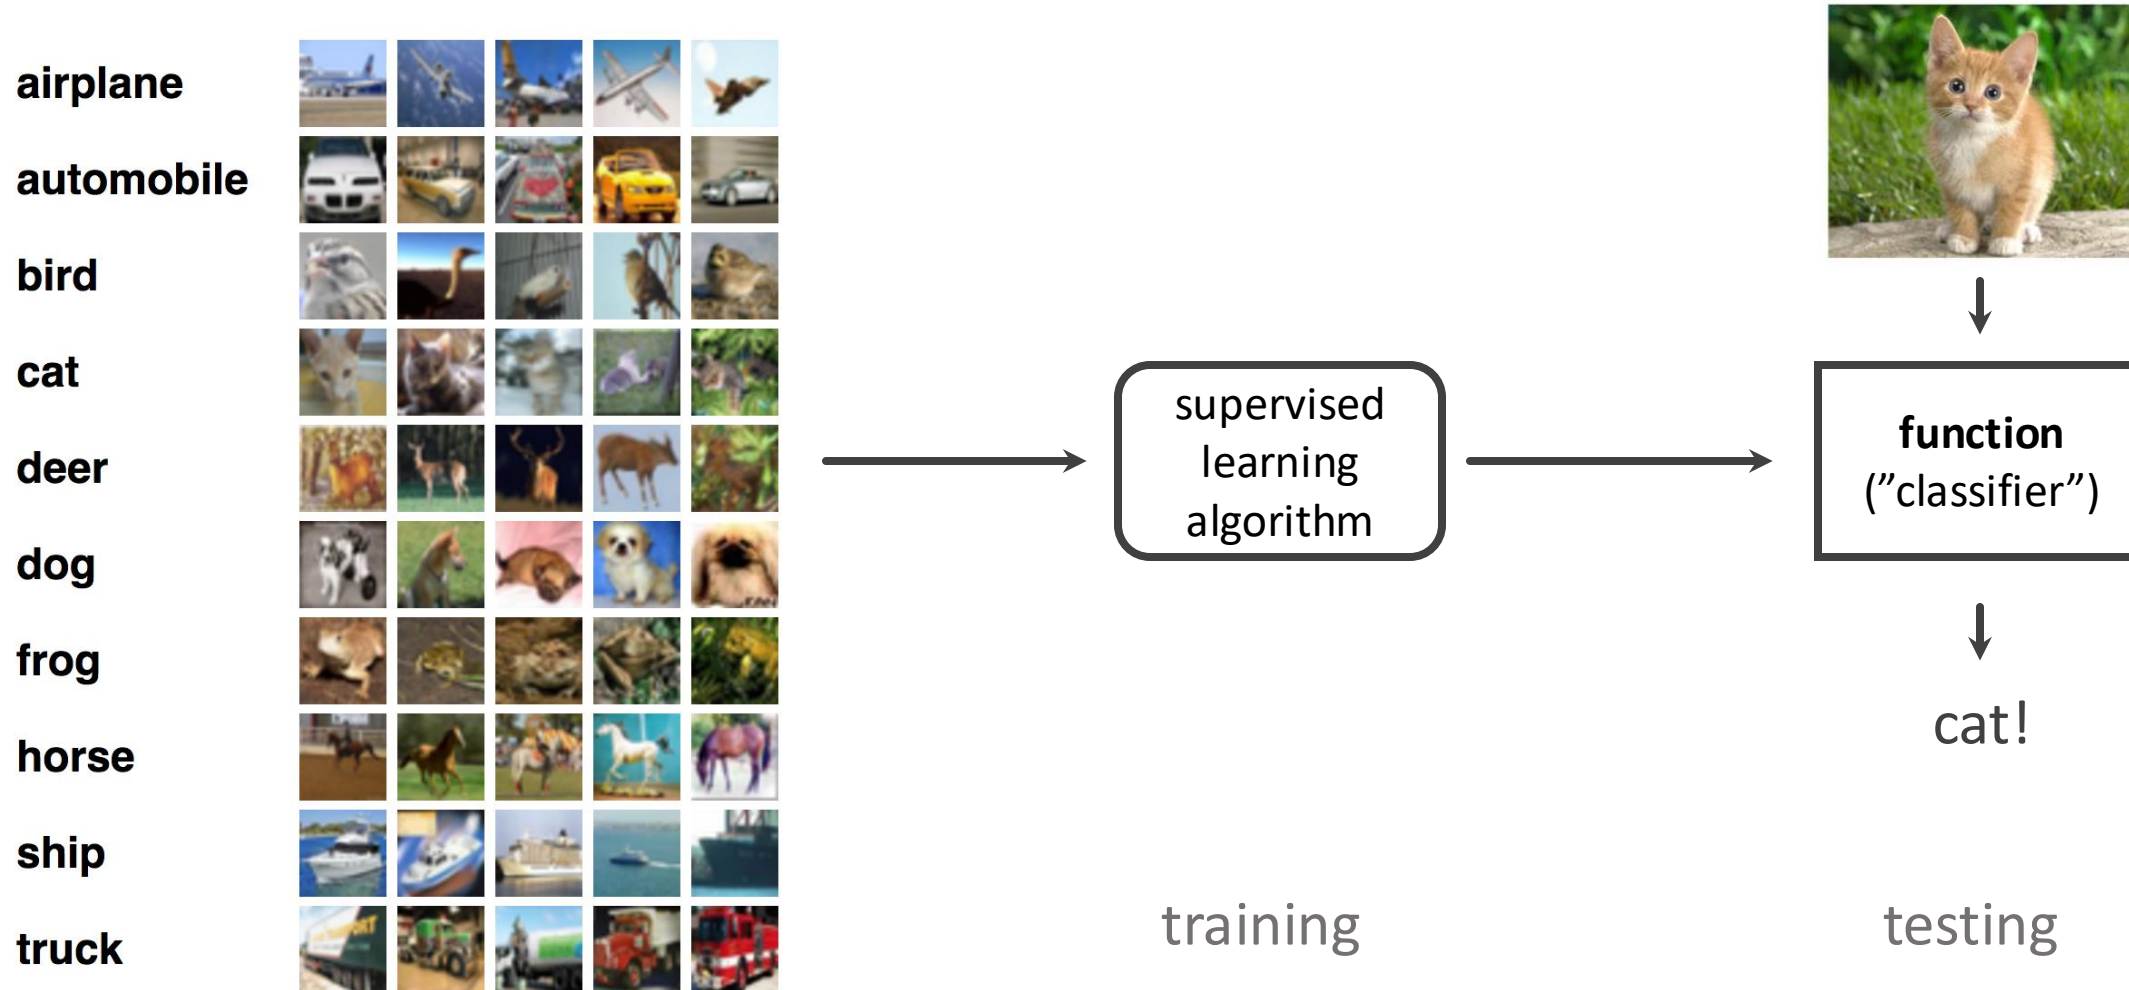 airplane
automobile
bird
cat
deer
dog
frog
horse
ship
truck
supervised
learning
algorithm
training
function
(”classifier”)
cat!
testing